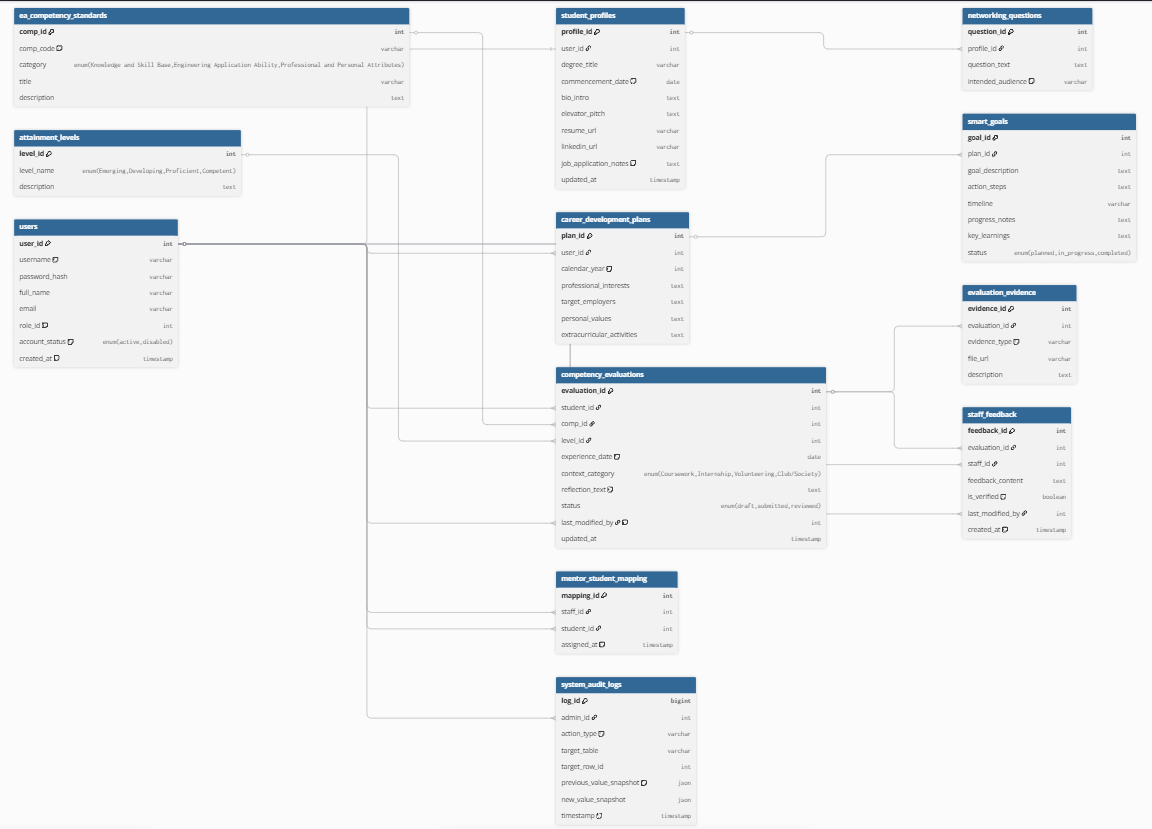 ea_competency_standards
comp_id int
comp_code varchar
category enum(Knowledge and Skill Base,Engineering Application Ability,Professional and Personal Attributes)
title varchar
description text
attainment_levels
level_id int
level_name enum(Emerging,Developing,Proficient,Competent)
description text
users
user_id int
username varchar
password_hash varchar
full_name varchar
email varchar
role_id int
account_status enum(active,disabled)
created_at timestamp
student_profiles
profile_id int
user_id int
degree_title varchar
commencement_date date
bio_intro text
elevator_pitch text
resume_url varchar
linkedin_url varchar
job_application_notes text
updated_at timestamp
career_development_plans
plan_id int
user_id int
calendar_year int
professional_interests text
target_employers text
personal_values text
extracurricular_activities text
competency_evaluations
evaluation_id int
student_id int
comp_id int
level_id int
experience_date date
context_category enum(Coursework,Internship,Volunteering,Club/Society)
reflection_text text
status enum(draft,submitted,reviewed)
last_modified_by int
updated_at timestamp
mentor_student_mapping
mapping_id int
staff_id int
student_id int
assigned_at timestamp
system_audit_logs
log_id bigint
admin_id int
action_type varchar
target_table varchar
target_row_id int
previous_value_snapshot json
new_value_snapshot json
timestamp timestamp
networking_questions
question_id int
profile_id int
question_text text
intended_audience varchar
smart_goals
goal_id int
plan_id int
goal_description text
action_steps text
timeline varchar
progress_notes text
key_learnings text
status enum(planned,in_progress,completed)
evaluation_evidence
evidence_id int
evaluation_id int
evidence_type varchar
file_url varchar
description text
staff_feedback
feedback_id int
evaluation_id int
staff_id int
feedback_content text
is_verified boolean
last_modified_by int
created_at timestamp